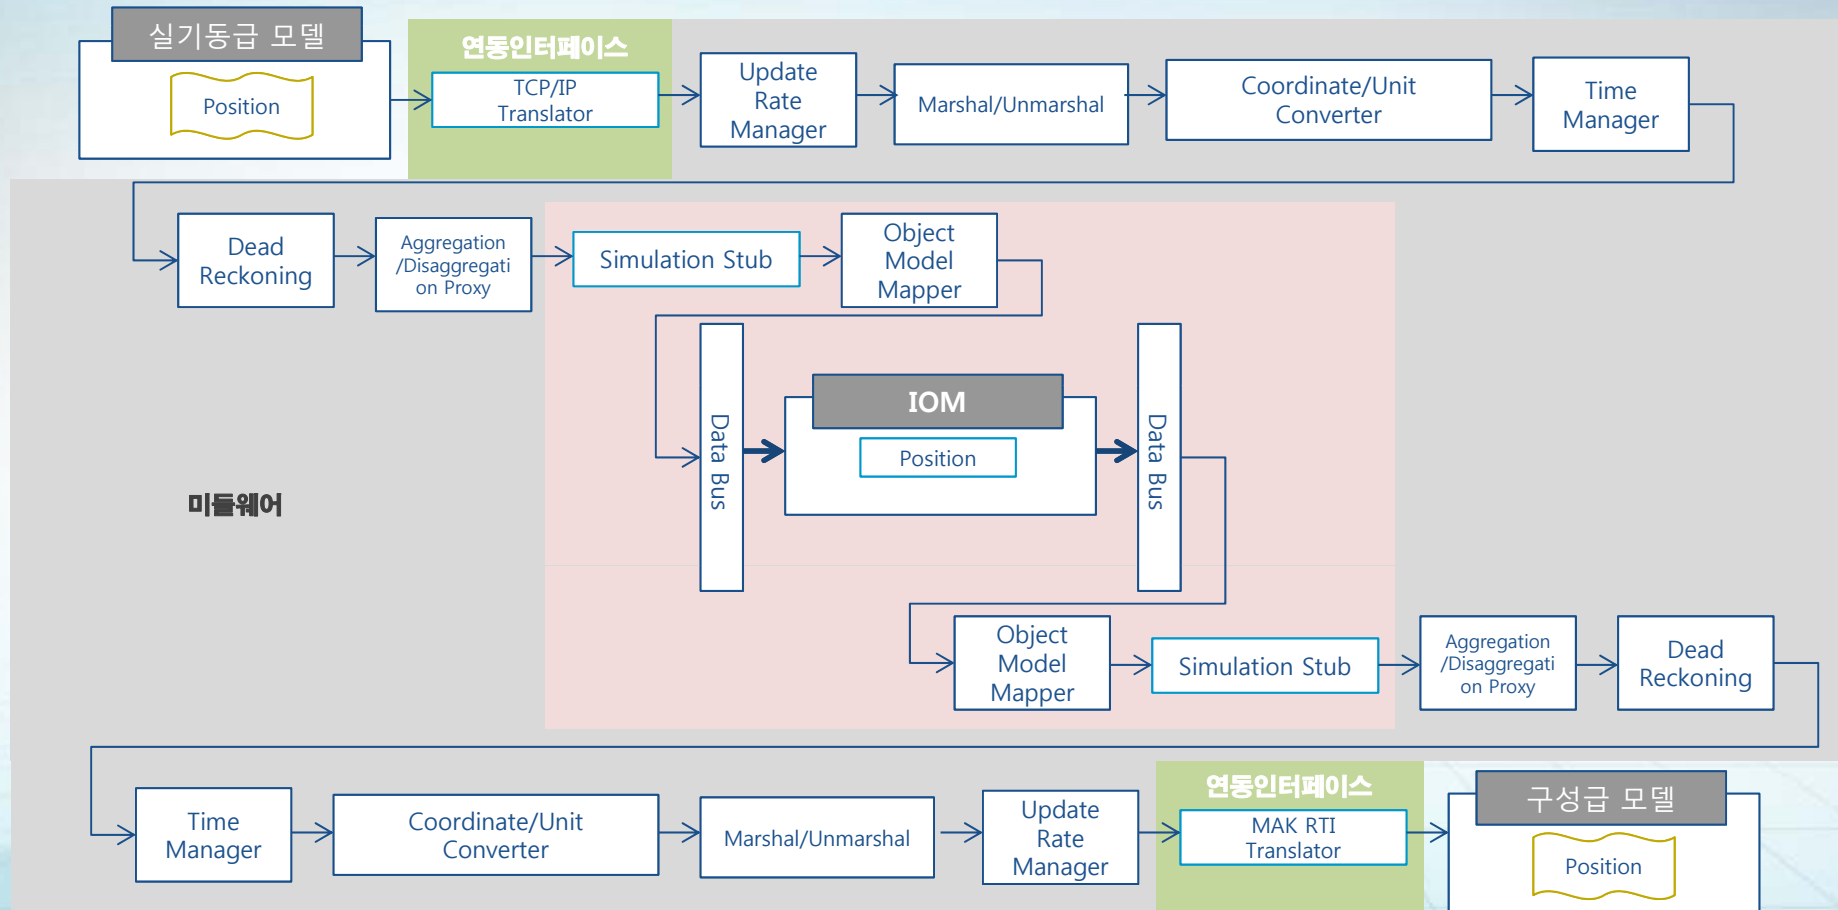 실기동급 모델
Position
연동인터페이스
TCP/IP
Translator
Update
Rate
Manager
Marshal/Unmarshal
Coordinate/Unit
Converter
Time
Manager
Dead
Reckoning
Aggregation
/Disaggregati
on Proxy
Simulation Stub
Object
Model
Mapper
Data Bus
IOM
Position
Data Bus
미들웨어
Object
Model
Mapper
Simulation Stub
Aggregation
/Disaggregati
on Proxy
Dead
Reckoning
Time
Manager
Coordinate/Unit
Converter
Marshal/Unmarshal
Update
Rate
Manager
연동인터페이스
MAK RTI
Translator
구성급 모델
Position